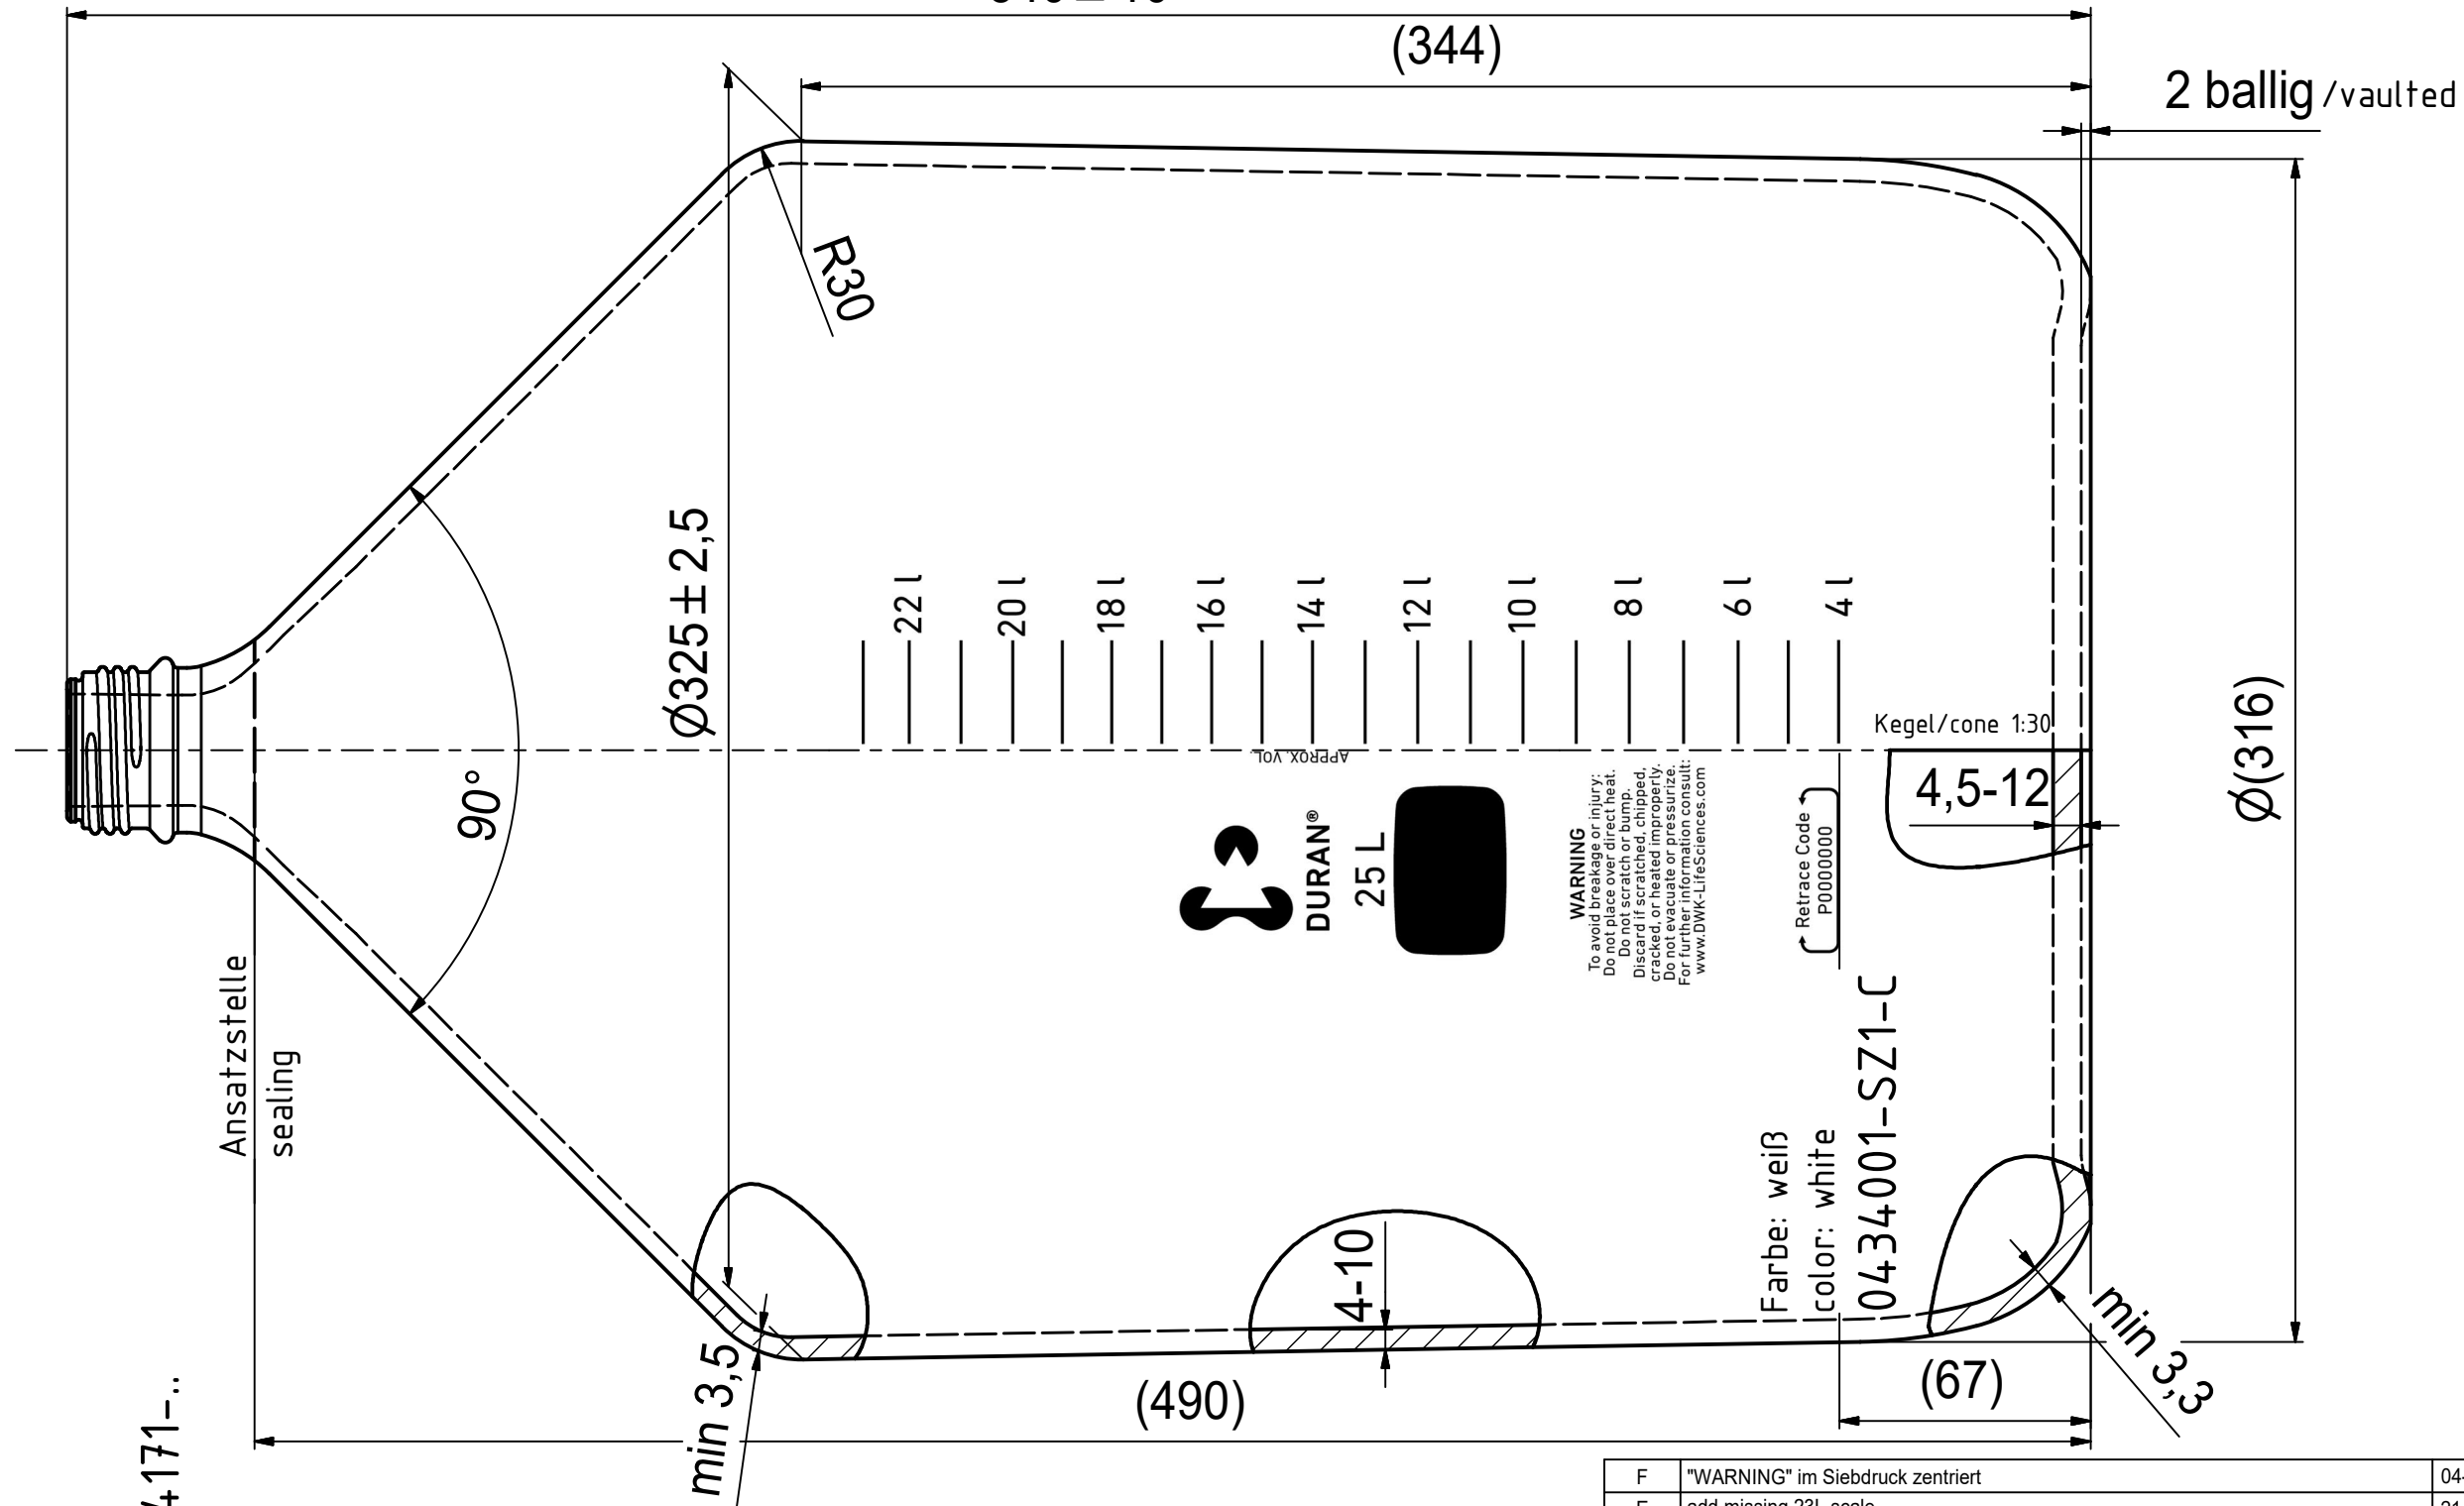 (344)
2 ballig /vaulted
R30
Ø325 ± 2,5
22 l
20 l
18 l
16 l
14 l
12 l
10 l
8 l
6 l
4 l
Kegel/cone 1:30
4,5-12
Ø(316)
90°
APPROX. VOL.
DURAN®
25 L
WARNING
To avoid breakage or injury:
Do not place over direct heat.
Do not scratch or bump.
Discard if scratched, chipped,
cracked, or heated improperly.
Do not evacuate or pressurize.
For further information consult:
www.DWK-LifeSciences.com
Retrace Code
P0000000
Ansatzstelle
sealing
Farbe: weiß
color: white
0434001-SZ1-C
4-10
min 3,5
min 3,3
(67)
(490)
4171-..
F "WARNING" im Siebdruck zentriert 04-
E add missing 23L scale